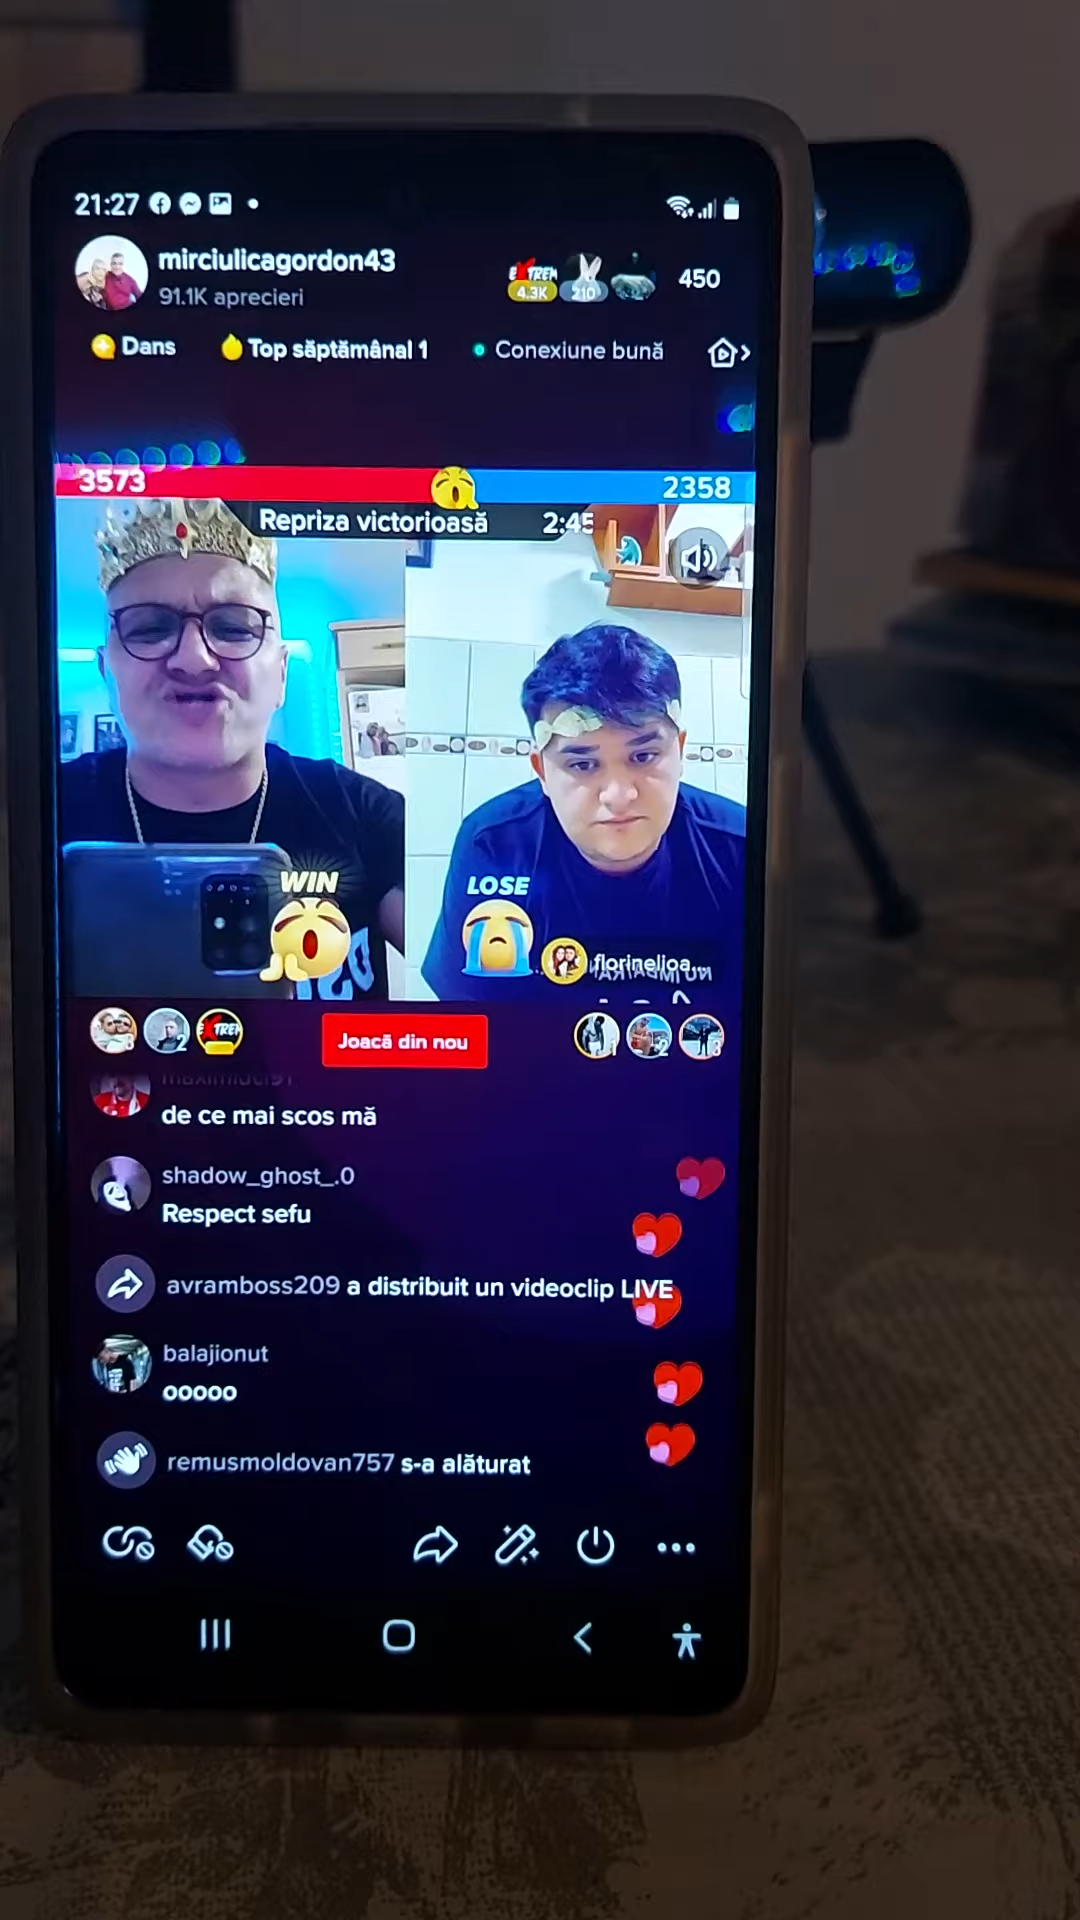 21:27
mirciulicagordon43
91.1K aprecieri
EXTREM
4.3K
210
450
Dans
Top săptămânal 1
Conexiune bună
3573
2358
Repriza victorioasă
2:45
WIN
LOSE
florinelioa...
EXTREM
Joacă din nou
de ce mai scos mă
shadow_ghost_.0
Respect sefu
avramboss209 a distribuit un videoclip LIVE
balajionut
ooooo
remusmoldovan757 s-a alăturat